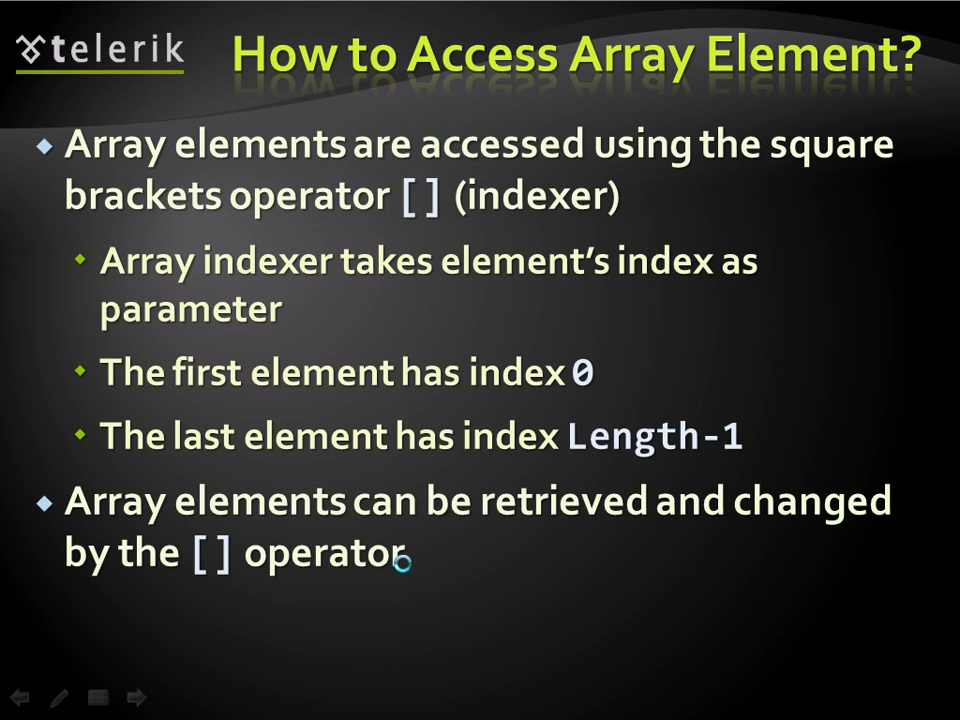 telerik
How to Access Array Element?
Array elements are accessed using the square
brackets operator [] (indexer)
Array indexer takes element’s index as
parameter
The first element has index 0
The last element has index Length-1
Array elements can be retrieved and changed
by the [] operator